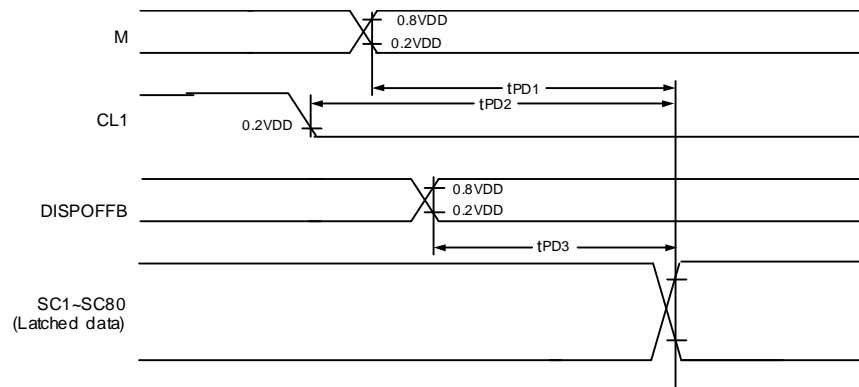 M
0.8VDD
0.2VDD
tPD1
tPD2
CL1
0.2VDD
DISPOFFB
0.8VDD
0.2VDD
tPD3
SC1~SC80
(Latched data)